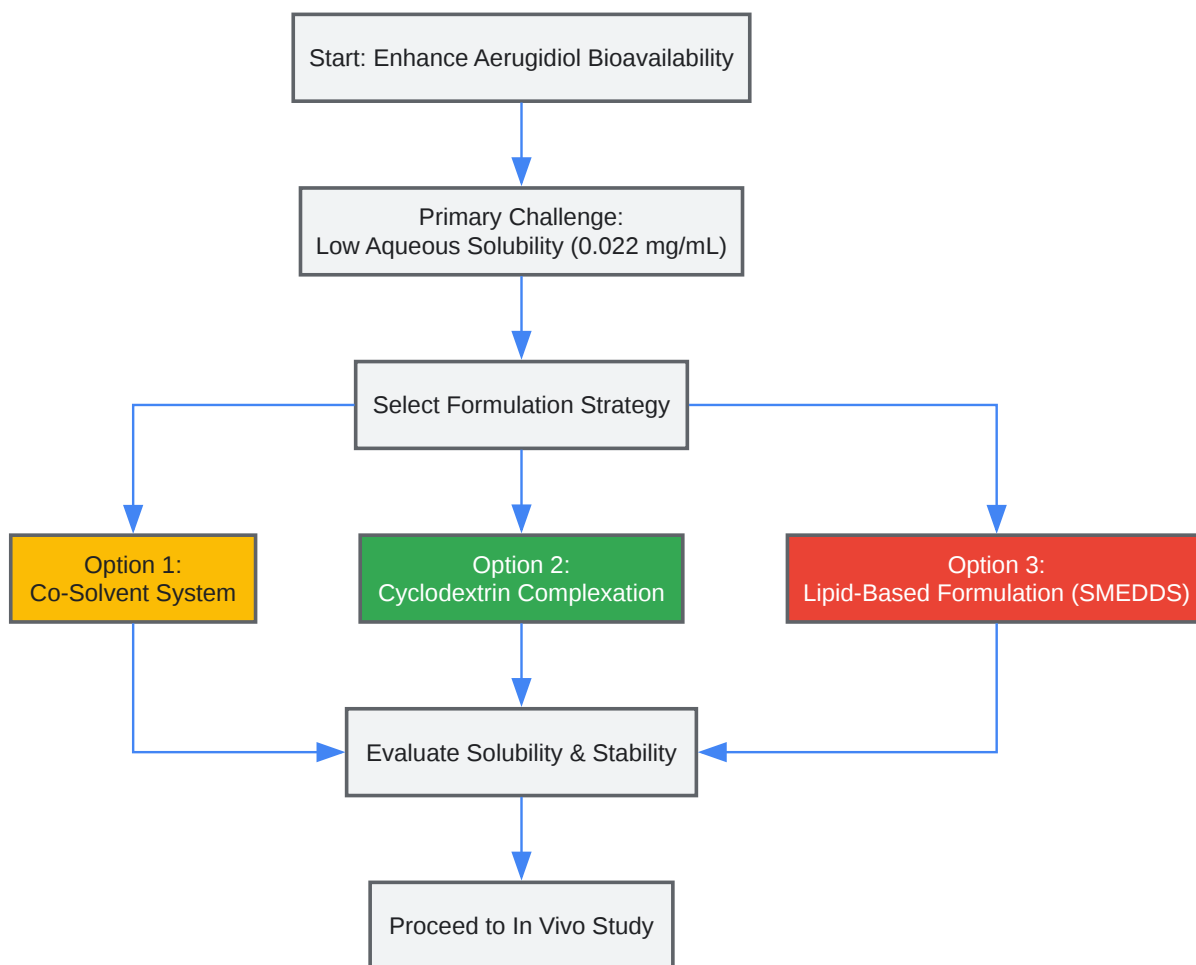 Start: Enhance Aerugidiol Bioavailability
Primary Challenge:
Low Aqueous Solubility (0.022 mg/mL)
Select Formulation Strategy
Option 1:
Co-Solvent System
Option 2:
Cyclodextrin Complexation
Option 3:
Lipid-Based Formulation (SMEDDS)
Evaluate Solubility & Stability
Proceed to In Vivo Study